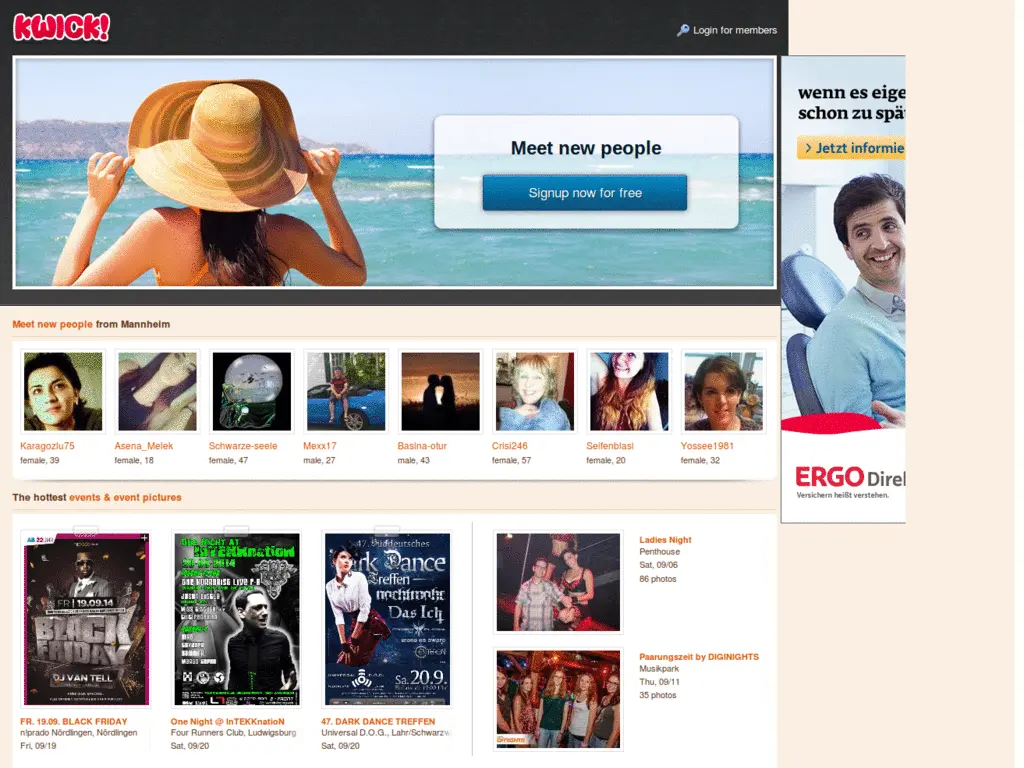 KWICK!
Login for members
wenn es eige
schon zu spä
> Jetzt informie
Meet new people
Signup now for free
ERGO Direk
Versichern heißt verstehen.
Meet new people from Mannheim
Karagozlu75
female, 39
Asena_Melek
female, 18
Schwarze-seele
female, 47
Mexx17
male, 27
Basina-otur
male, 43
Crisi246
female, 57
Seifenblasi
female, 20
Yossee1981
female, 32
The hottest events & event pictures
AB 22
FR | 19.09.14
BLACK
FRIDAY
DJ VAN TELL
ONE NIGHT AT
InTEKKnatioN
47. Süddeutsches
Dark Dance
Treffen
nachtmahr
Das Ich
Sa. 20.9.
FR. 19.09. BLACK FRIDAY
n!prado Nördlingen, Nördlingen
Fri, 09/19
One Night @ InTEKKnatioN
Four Runners Club, Ludwigsburg
Sat, 09/20
47. DARK DANCE TREFFEN
Universal D.O.G., Lahr/Schwarzw
Sat, 09/20
Ladies Night
Penthouse
Sat, 09/06
86 photos
Paarungszeit by DIGINIGHTS
Musikpark
Thu, 09/11
35 photos